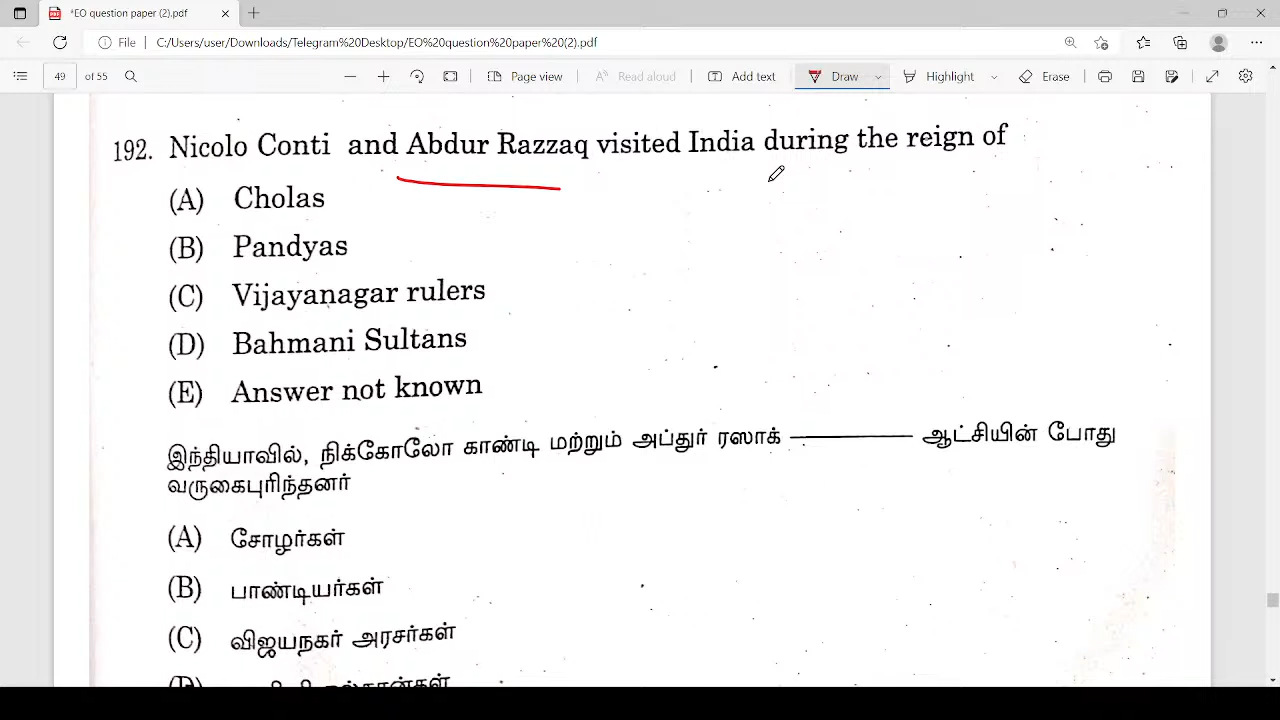 *EO question paper (2).pdf
File C:/Users/user/Downloads/Telegram%20Desktop/EO%20question%20paper%20(2).pdf
49 of 55 Page view Read aloud Add text Draw Highlight Erase
192. Nicolo Conti and Abdur Razzaq visited India during the reign of
(A) Cholas
(B) Pandyas
(C) Vijayanagar rulers
(D) Bahmani Sultans
(E) Answer not known
இந்தியாவில், நிக்கோலோ காண்டி மற்றும் அப்துர் ரஸாக் ———— ஆட்சியின் போது
வருகைபுரிந்தனர்
(A) சோழர்கள்
(B) பாண்டியர்கள்
(C) விஜயநகர் அரசர்கள்